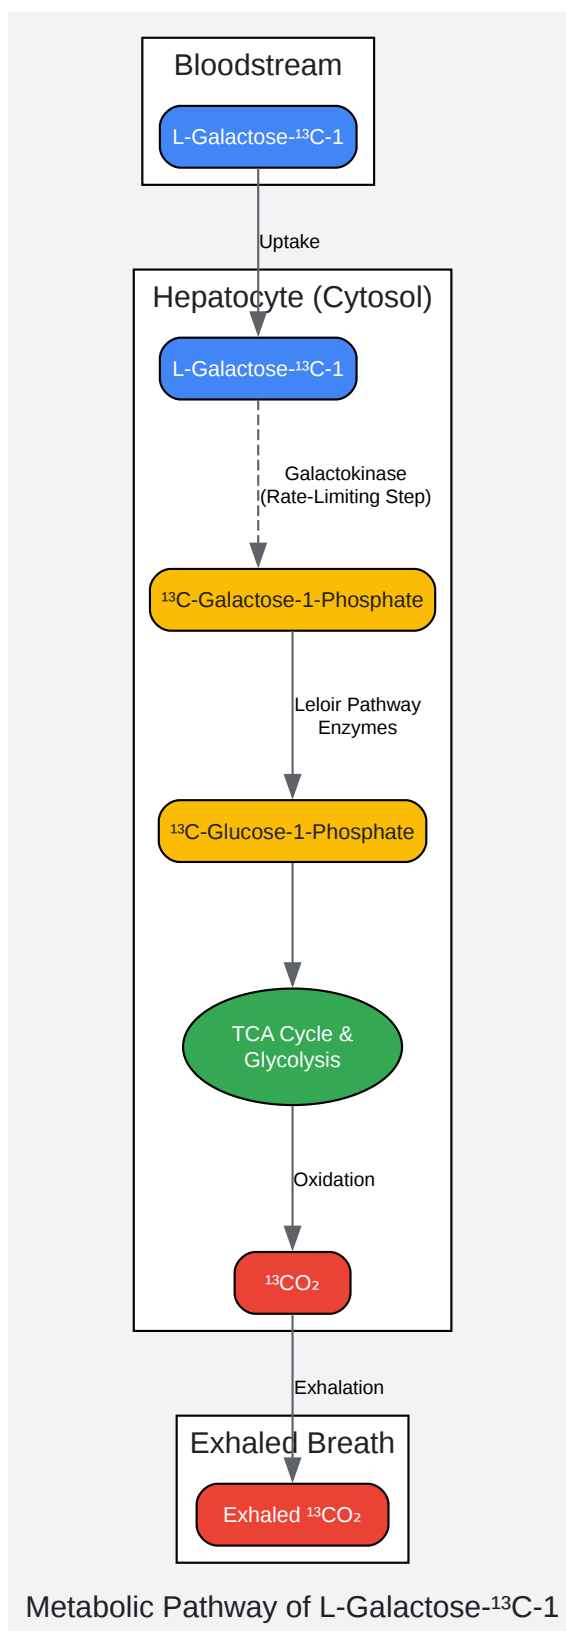 Bloodstream
L-Galactose-¹³C-1
Uptake
Hepatocyte (Cytosol)
L-Galactose-¹³C-1
Galactokinase
(Rate-Limiting Step)
¹³C-Galactose-1-Phosphate
Leloir Pathway
Enzymes
¹³C-Glucose-1-Phosphate
TCA Cycle &
Glycolysis
Oxidation
¹³CO₂
Exhalation
Exhaled Breath
Exhaled ¹³CO₂
Metabolic Pathway of L-Galactose-¹³C-1